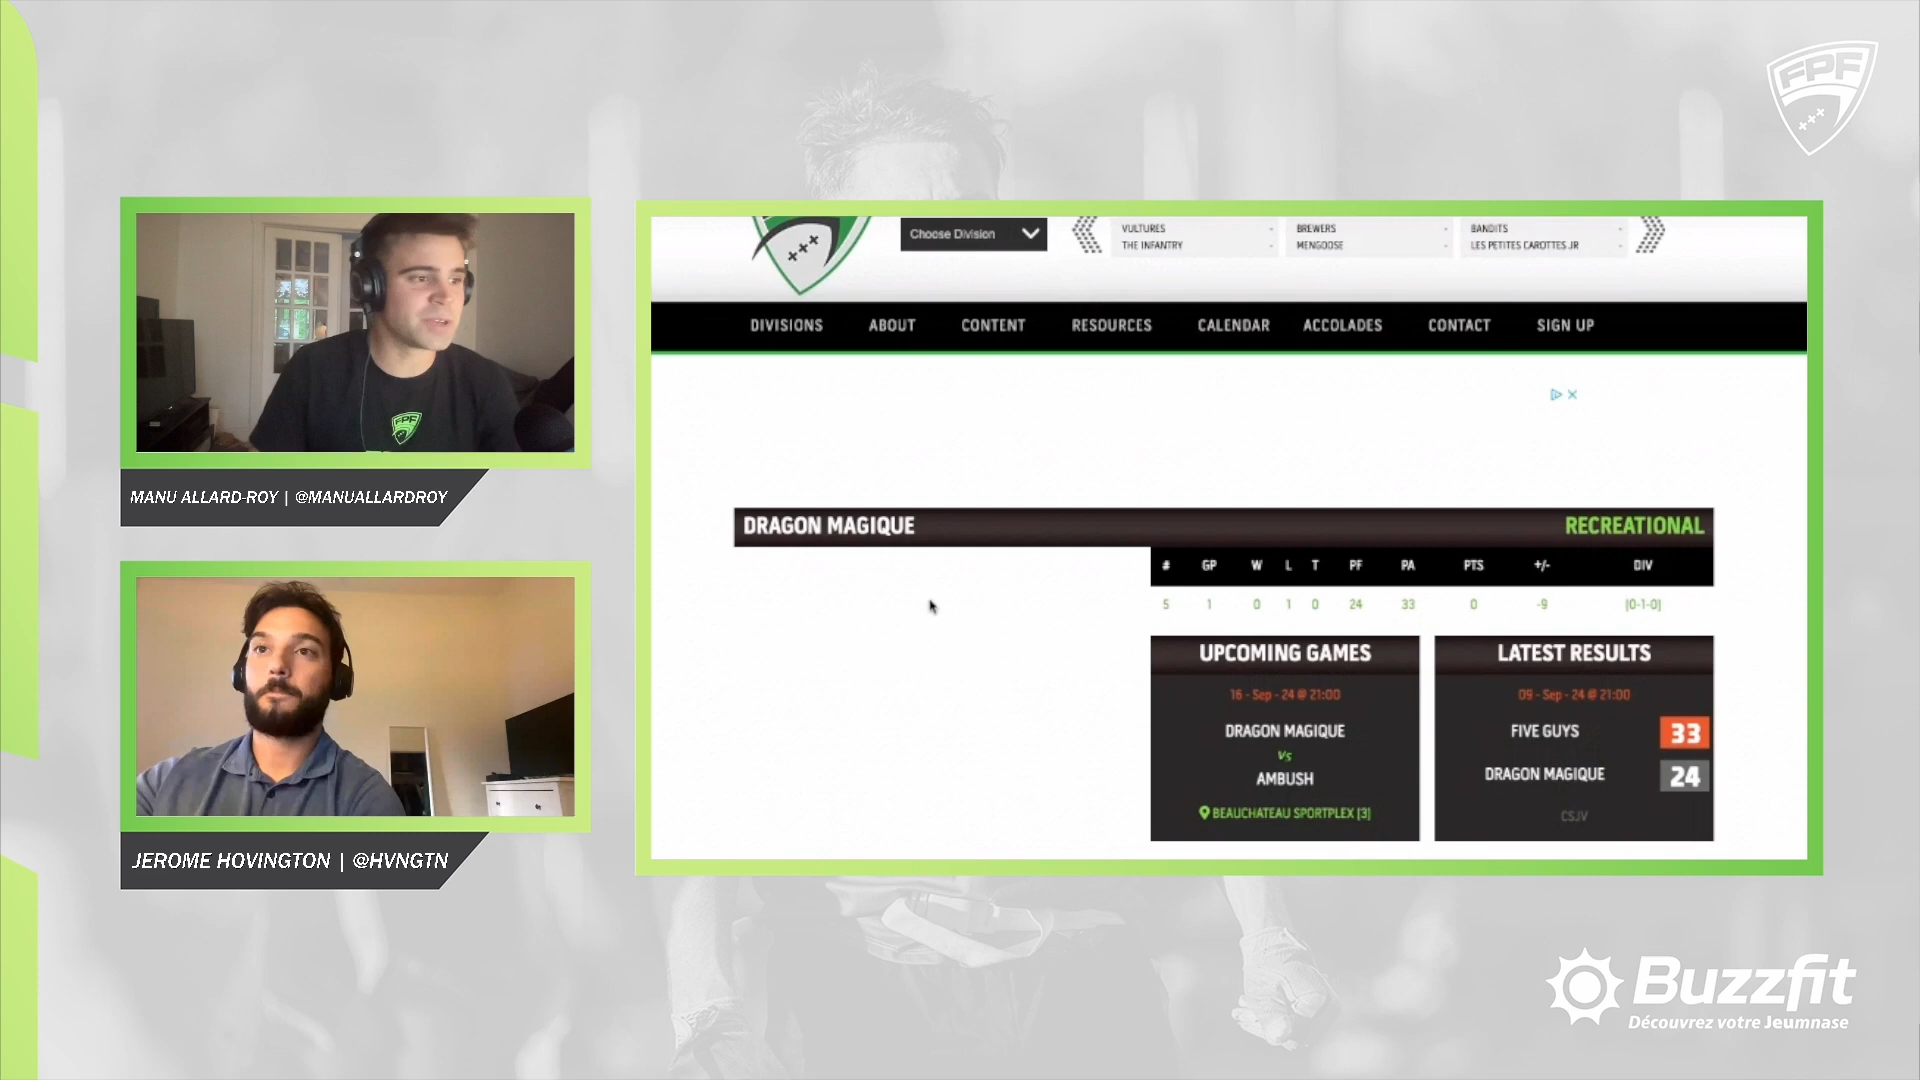 FPF
FPF
MANU ALLARD-ROY | @MANUALLARDROY
JEROME HOVINGTON | @HVNGTN
Choose Division
VULTURES -
THE INFANTRY -
BREWERS -
MENGOOSE -
BANDITS -
LES PETITES CAROTTES JR -
DIVISIONS ABOUT CONTENT RESOURCES CALENDAR ACCOLADES CONTACT SIGN UP
DRAGON MAGIQUE RECREATIONAL
# GP W L T PF PA PTS +/- DIV
5 1 0 1 0 24 33 0 -9 [0-1-0]
UPCOMING GAMES
16 - Sep - 24 @ 21:00
DRAGON MAGIQUE
Vs
AMBUSH
BEAUCHATEAU SPORTPLEX [3]
LATEST RESULTS
09 - Sep - 24 @ 21:00
FIVE GUYS 33
DRAGON MAGIQUE 24
CSJV
Buzzfit
Découvrez votre Jeumnase